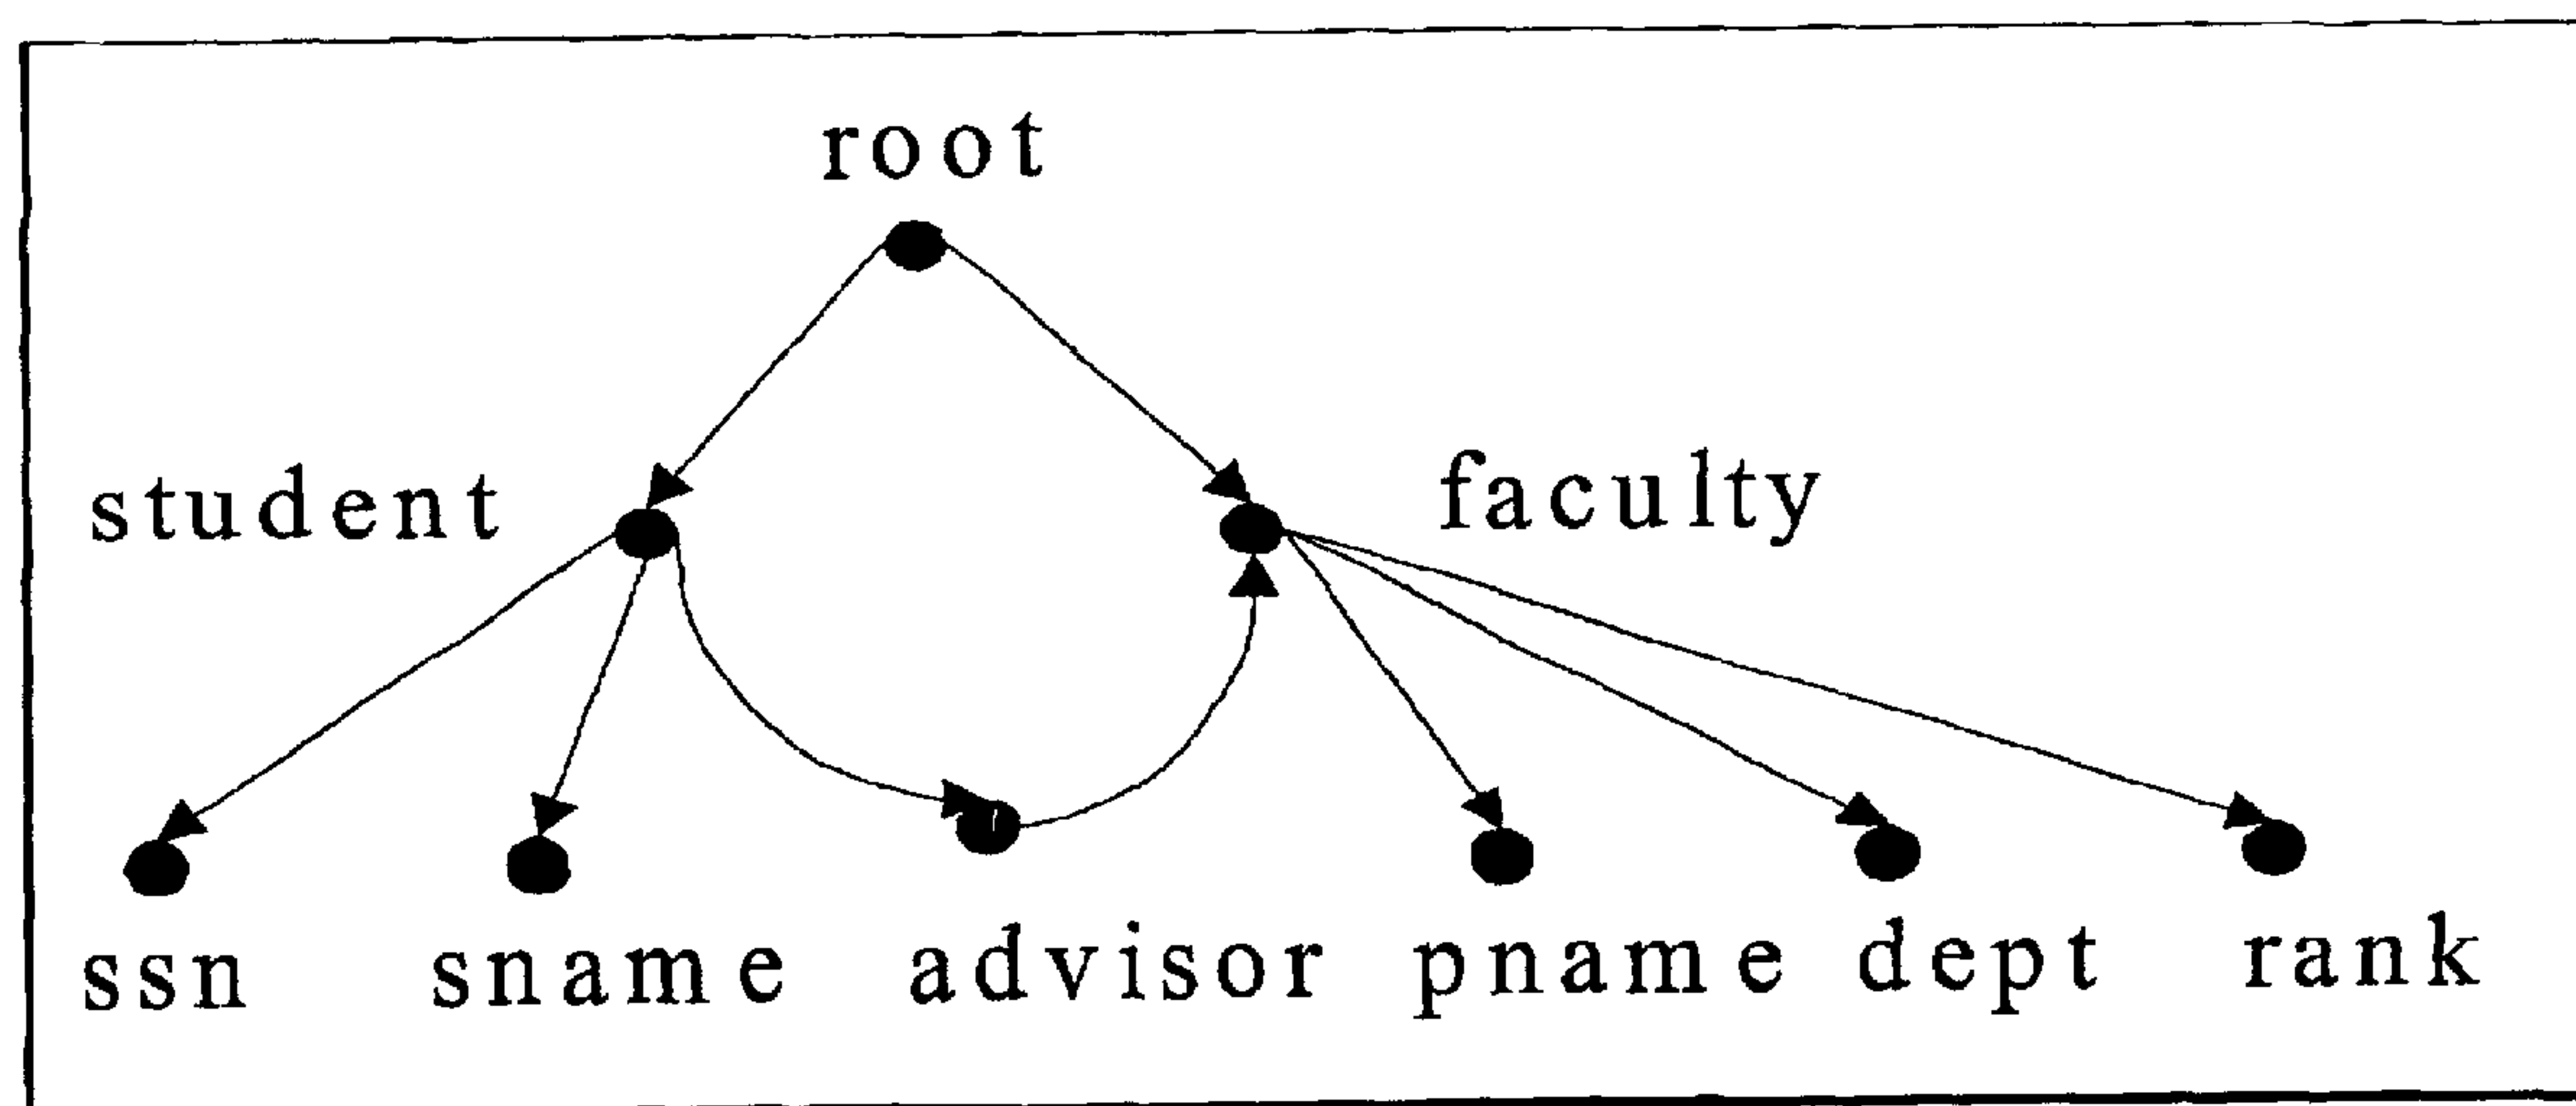 root
student faculty
ssn sname advisor pname dept rank